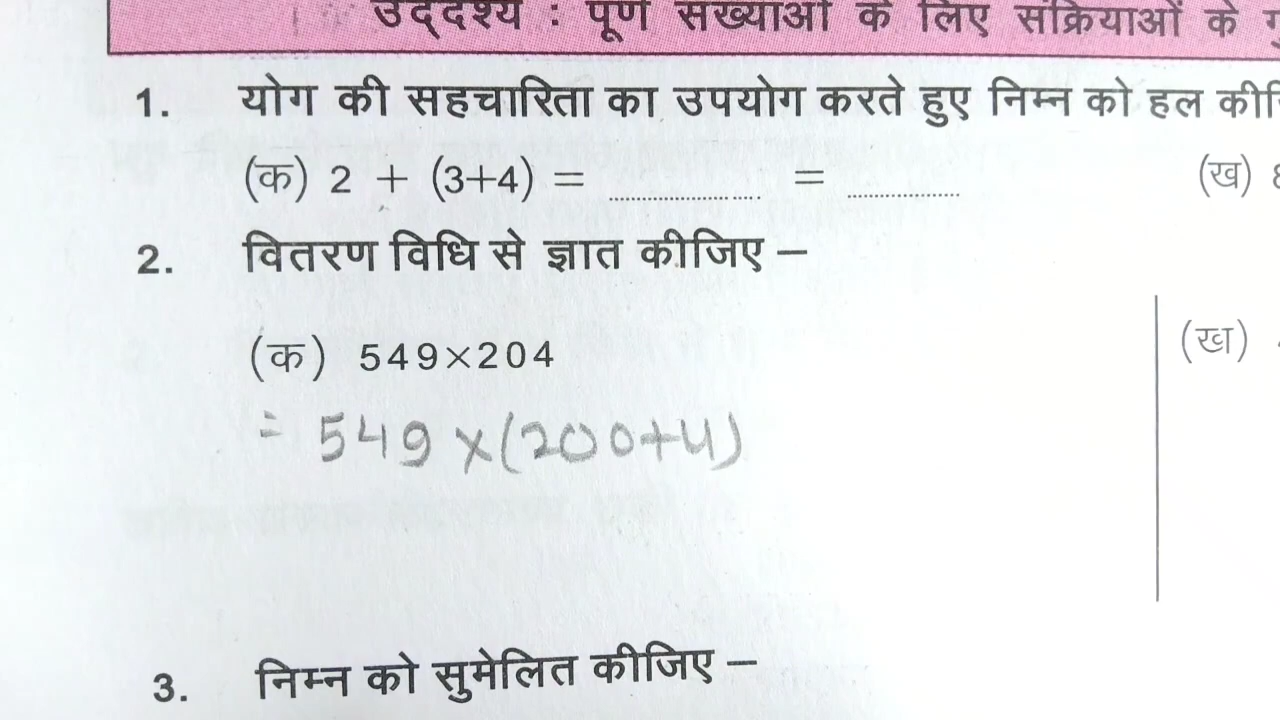 उद्देश्य : पूर्ण संख्याओं के लिए संक्रियाओं के
1. योग की सहचारिता का उपयोग करते हुए निम्न को हल
(क) 2 + (3+4) = .................... = .................... (ख)
2. वितरण विधि से ज्ञात कीजिए –
(क) 549×204 (ख)
= 549 ×(200+4)
3. निम्न को सुमेलित कीजिए –